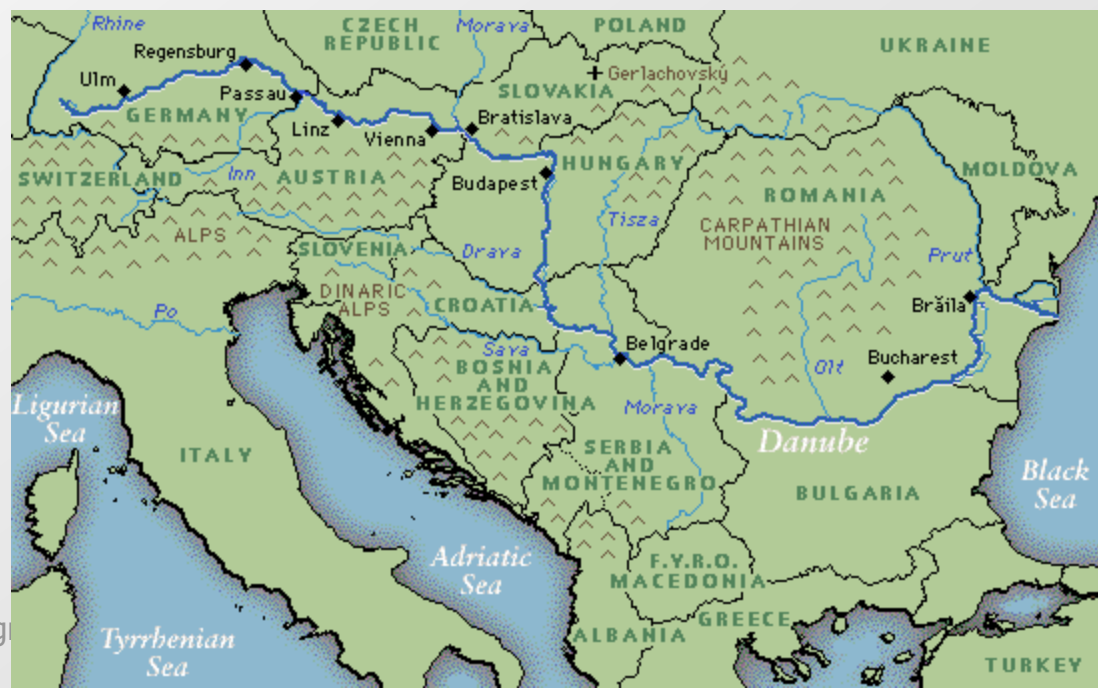 Rhine
CZECH
REPUBLIC
Morava
POLAND
UKRAINE
Regensburg
Gerlachovský
Ulm
Passau
SLOVAKIA
GERMANY
Linz
Vienna
Bratislava
HUNGARY
MOLDOVA
SWITZERLAND
Inn
AUSTRIA
Budapest
ROMANIA
Tisza
CARPATHIAN
MOUNTAINS
ALPS
SLOVENIA
Drava
Prut
DINARIC
ALPS
CROATIA
Brăila
Po
Sava
Belgrade
Bucharest
BOSNIA
AND
HERZEGOVINA
Olt
Ligurian
Sea
Morava
Danube
ITALY
SERBIA
AND
MONTENEGRO
BULGARIA
Black
Sea
Adriatic
Sea
F.Y.R.O.
MACEDONIA
GREECE
ALBANIA
Tyrrhenian
Sea
TURKEY